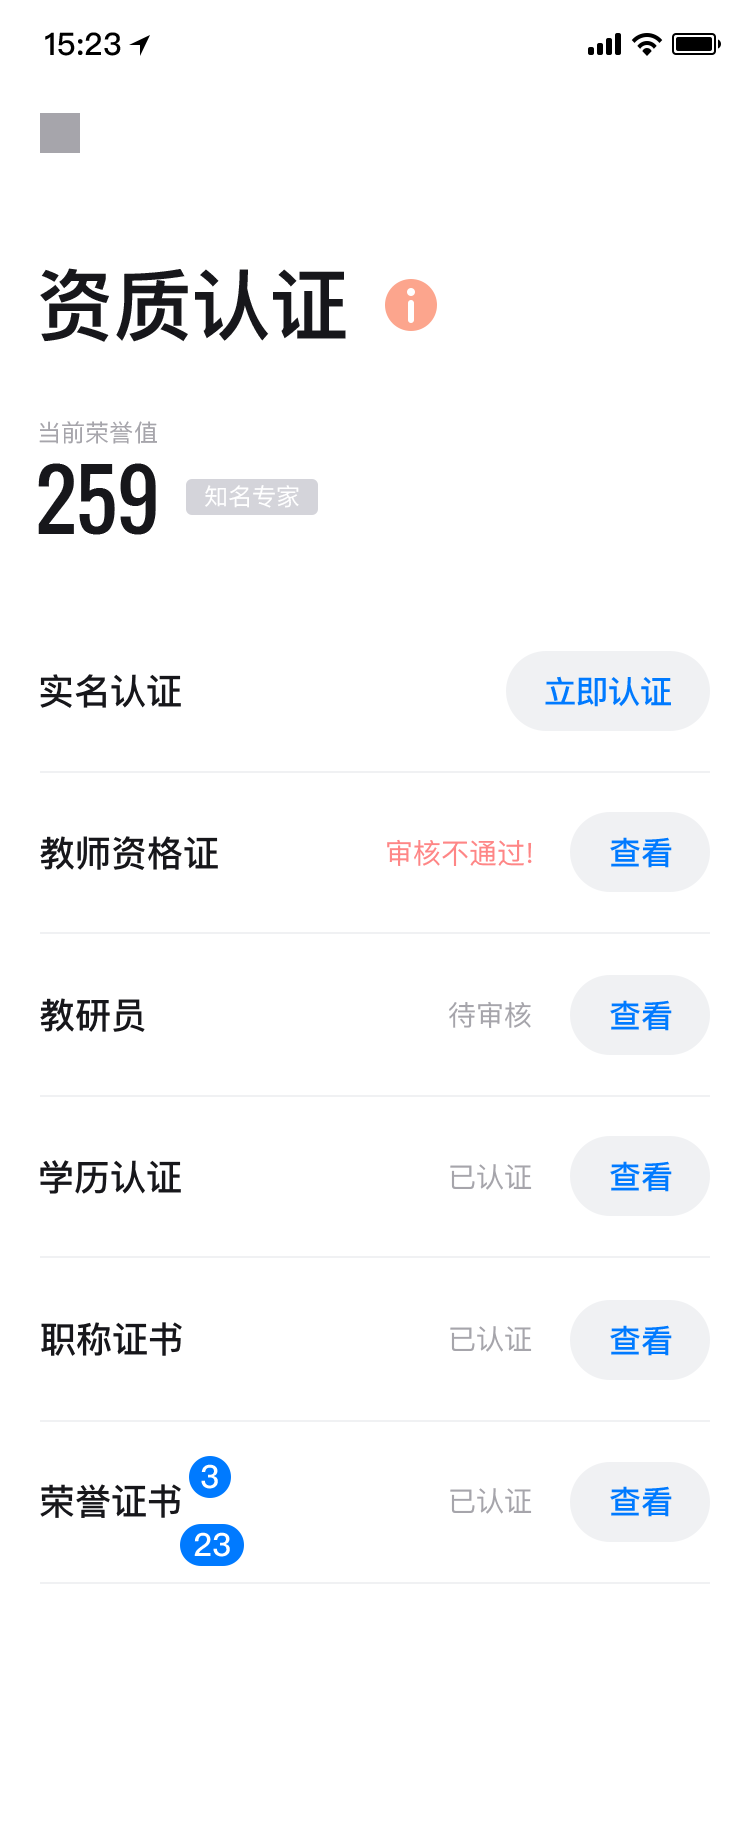 15:23
资质认证
当前荣誉值
259 知名专家
实名认证 立即认证
教师资格证 审核不通过! 查看
教研员 待审核 查看
学历认证 已认证 查看
职称证书 已认证 查看
3
荣誉证书 已认证 查看
23